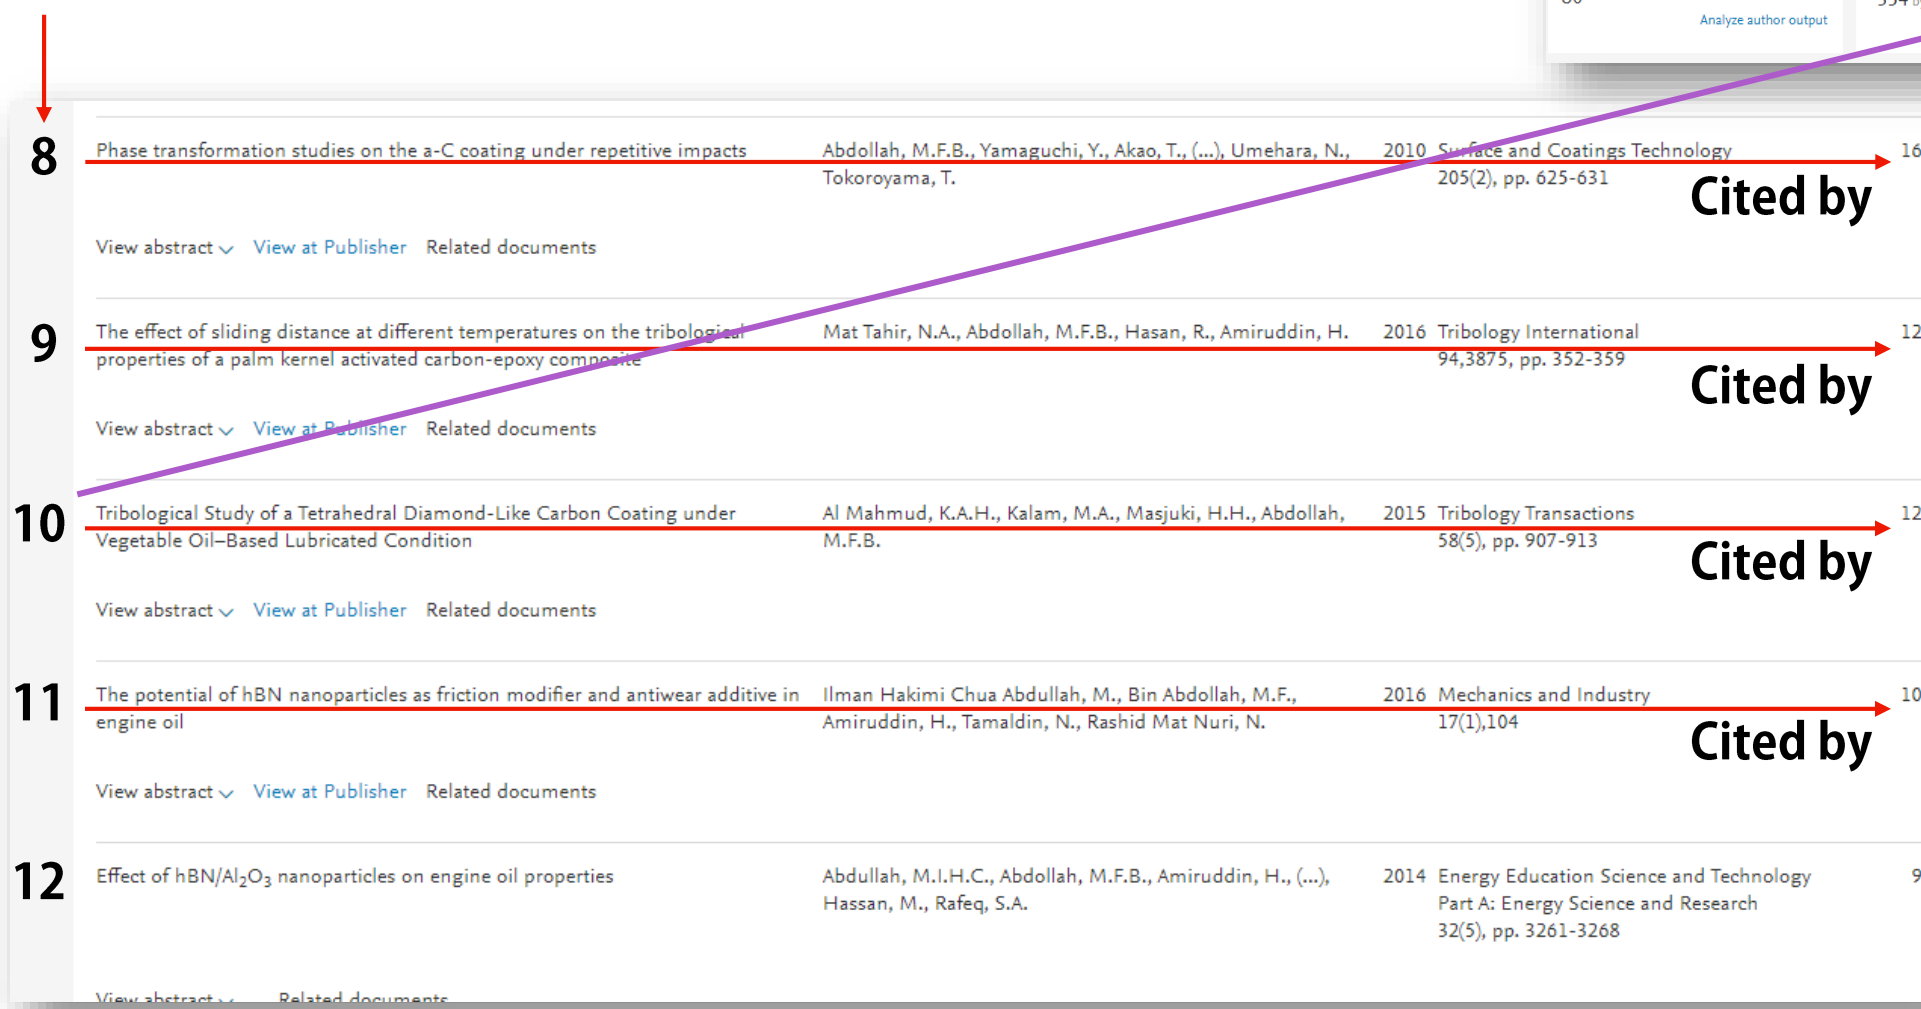 Analyze author output
8
Phase transformation studies on the a-C coating under repetitive impacts
Abdollah, M.F.B., Yamaguchi, Y., Akao, T., (...), Umehara, N.,
Tokoroyama, T.
2010
Surface and Coatings Technology
205(2), pp. 625-631
16
Cited by
View abstract View at Publisher Related documents
9
The effect of sliding distance at different temperatures on the tribological
properties of a palm kernel activated carbon-epoxy composite
Mat Tahir, N.A., Abdollah, M.F.B., Hasan, R., Amiruddin, H.
2016
Tribology International
94,3875, pp. 352-359
12
Cited by
View abstract View at Publisher Related documents
10
Tribological Study of a Tetrahedral Diamond-Like Carbon Coating under
Vegetable Oil–Based Lubricated Condition
Al Mahmud, K.A.H., Kalam, M.A., Masjuki, H.H., Abdollah,
M.F.B.
2015
Tribology Transactions
58(5), pp. 907-913
12
Cited by
View abstract View at Publisher Related documents
11
The potential of hBN nanoparticles as friction modifier and antiwear additive in
engine oil
Ilman Hakimi Chua Abdullah, M., Bin Abdollah, M.F.,
Amiruddin, H., Tamaldin, N., Rashid Mat Nuri, N.
2016
Mechanics and Industry
17(1),104
10
Cited by
View abstract View at Publisher Related documents
12
Effect of hBN/Al₂O₃ nanoparticles on engine oil properties
Abdullah, M.I.H.C., Abdollah, M.F.B., Amiruddin, H., (...),
Hassan, M., Rafeq, S.A.
2014
Energy Education Science and Technology
Part A: Energy Science and Research
32(5), pp. 3261-3268
9
View abstract Related documents